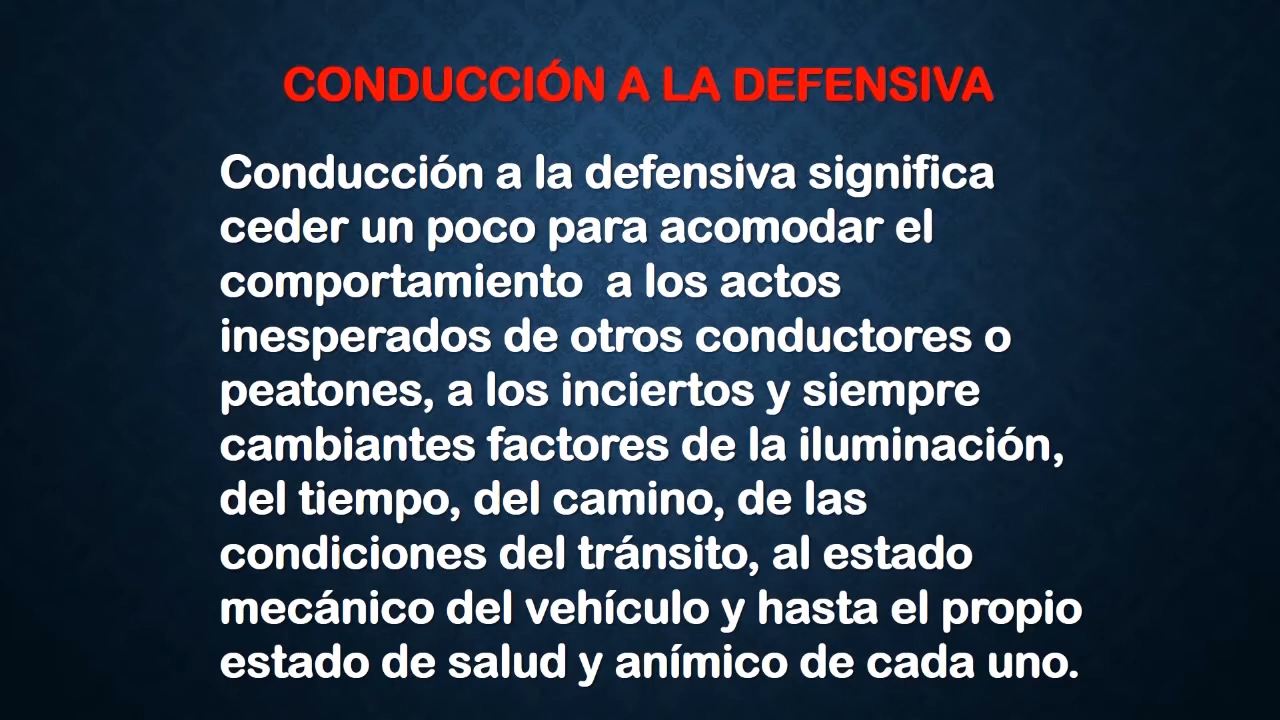 CONDUCCIÓN A LA DEFENSIVA
Conducción a la defensiva significa
ceder un poco para acomodar el
comportamiento  a los actos
inesperados de otros conductores o
peatones, a los inciertos y siempre
cambiantes factores de la iluminación,
del tiempo, del camino, de las
condiciones del tránsito, al estado
mecánico del vehículo y hasta el propio
estado de salud y anímico de cada uno.